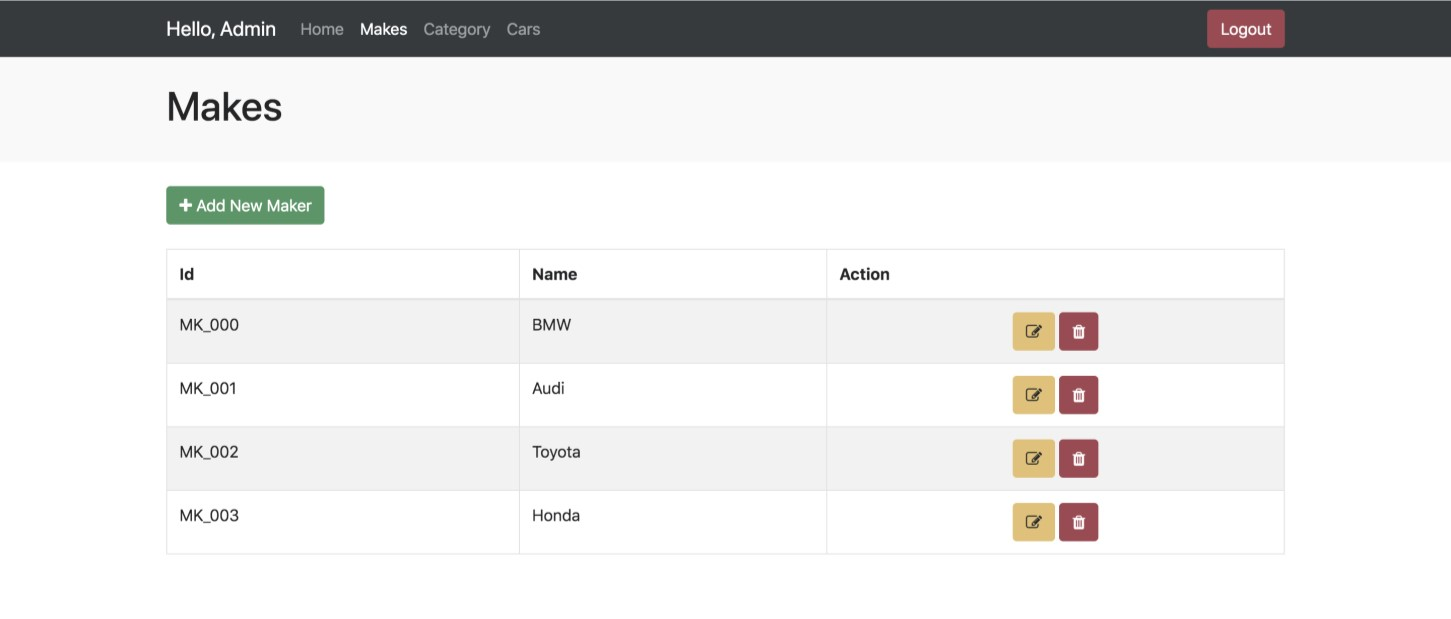 Hello, Admin Home Makes Category Cars Logout
Makes
Add New Maker
Id Name Action
MK_000 BMW
MK_001 Audi
MK_002 Toyota
MK_003 Honda